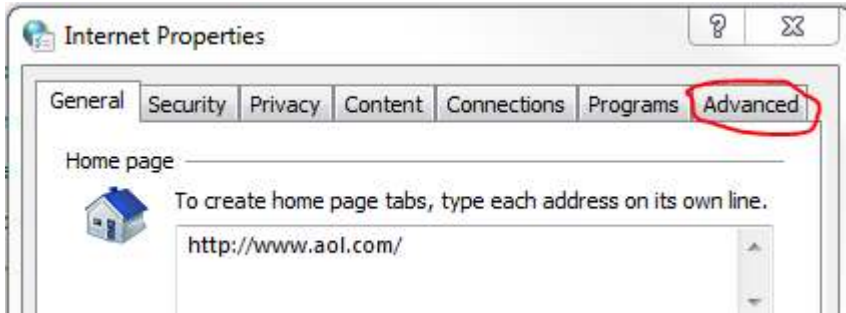 Internet Properties
General Security Privacy Content Connections Programs Advanced
Home page
To create home page tabs, type each address on its own line.
http://www.aol.com/